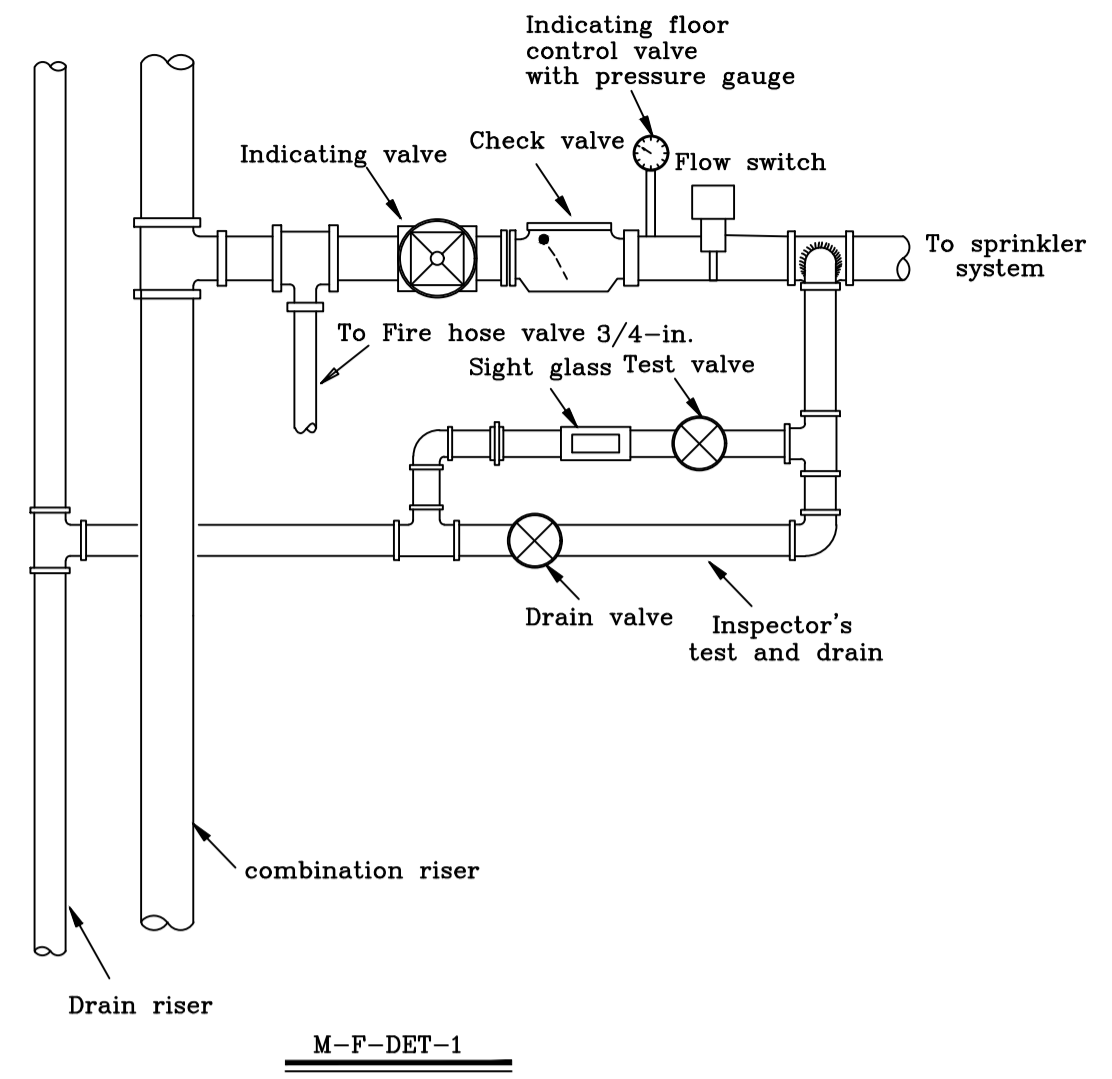 Indicating floor
control valve
with pressure gauge
Check valve
Indicating valve
Flow switch
To sprinkler
system
To Fire hose valve 3/4-in.
Sight glass Test valve
Drain valve
Inspector's
test and drain
combination riser
Drain riser
M-F-DET-1